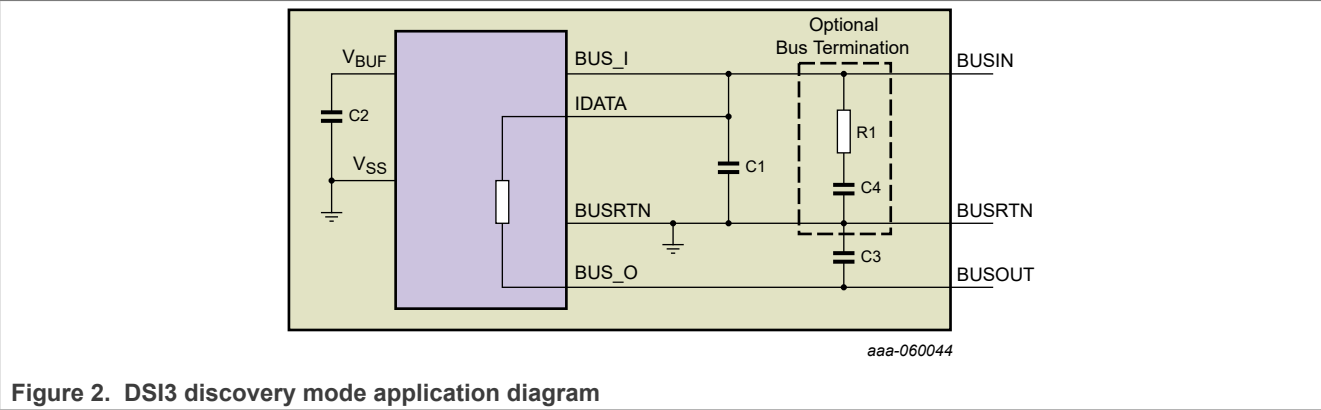 Optional
Bus Termination
VBUF
BUS_I
BUSIN
IDATA
C2
R1
VSS
C1
C4
BUSRTN
BUSRTN
C3
BUS_O
BUSOUT
aaa-060044
Figure 2. DSI3 discovery mode application diagram